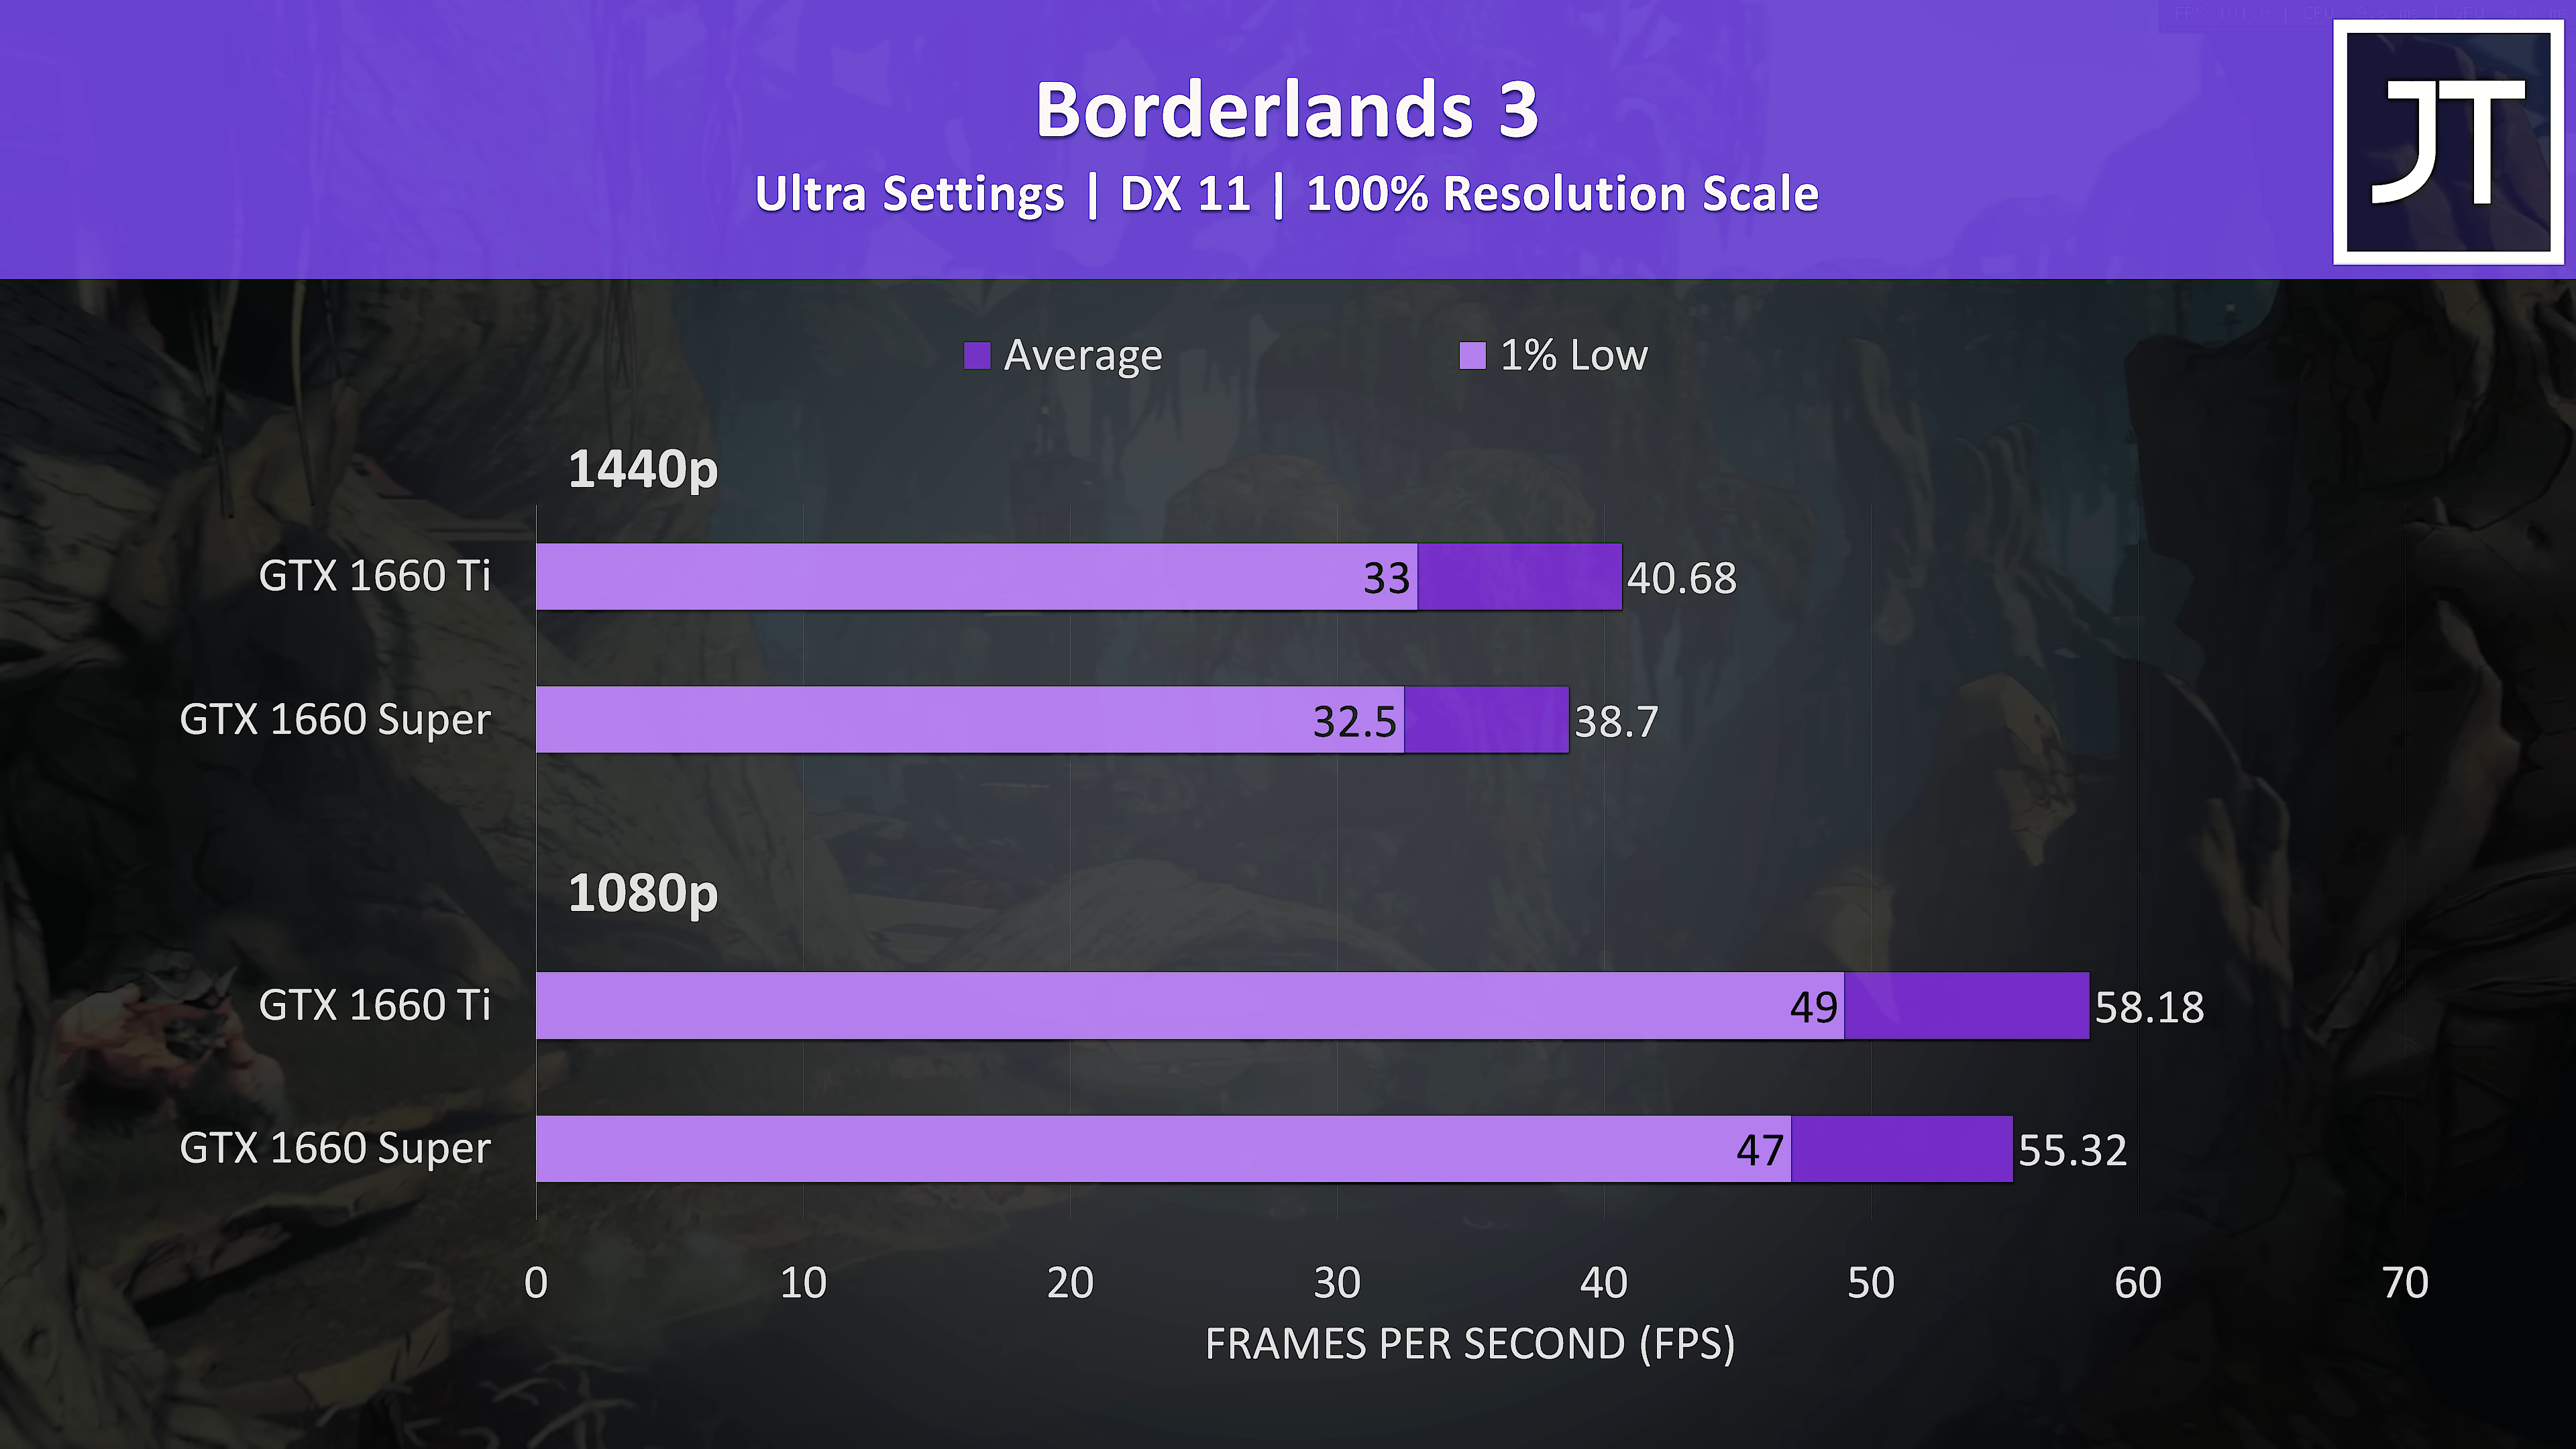 Borderlands 3
Ultra Settings | DX 11 | 100% Resolution Scale
JT
Average
1% Low
1440p
GTX 1660 Ti
33
40.68
GTX 1660 Super
32.5
38.7
1080p
GTX 1660 Ti
49
58.18
GTX 1660 Super
47
55.32
0 10 20 30 40 50 60 70
FRAMES PER SECOND (FPS)